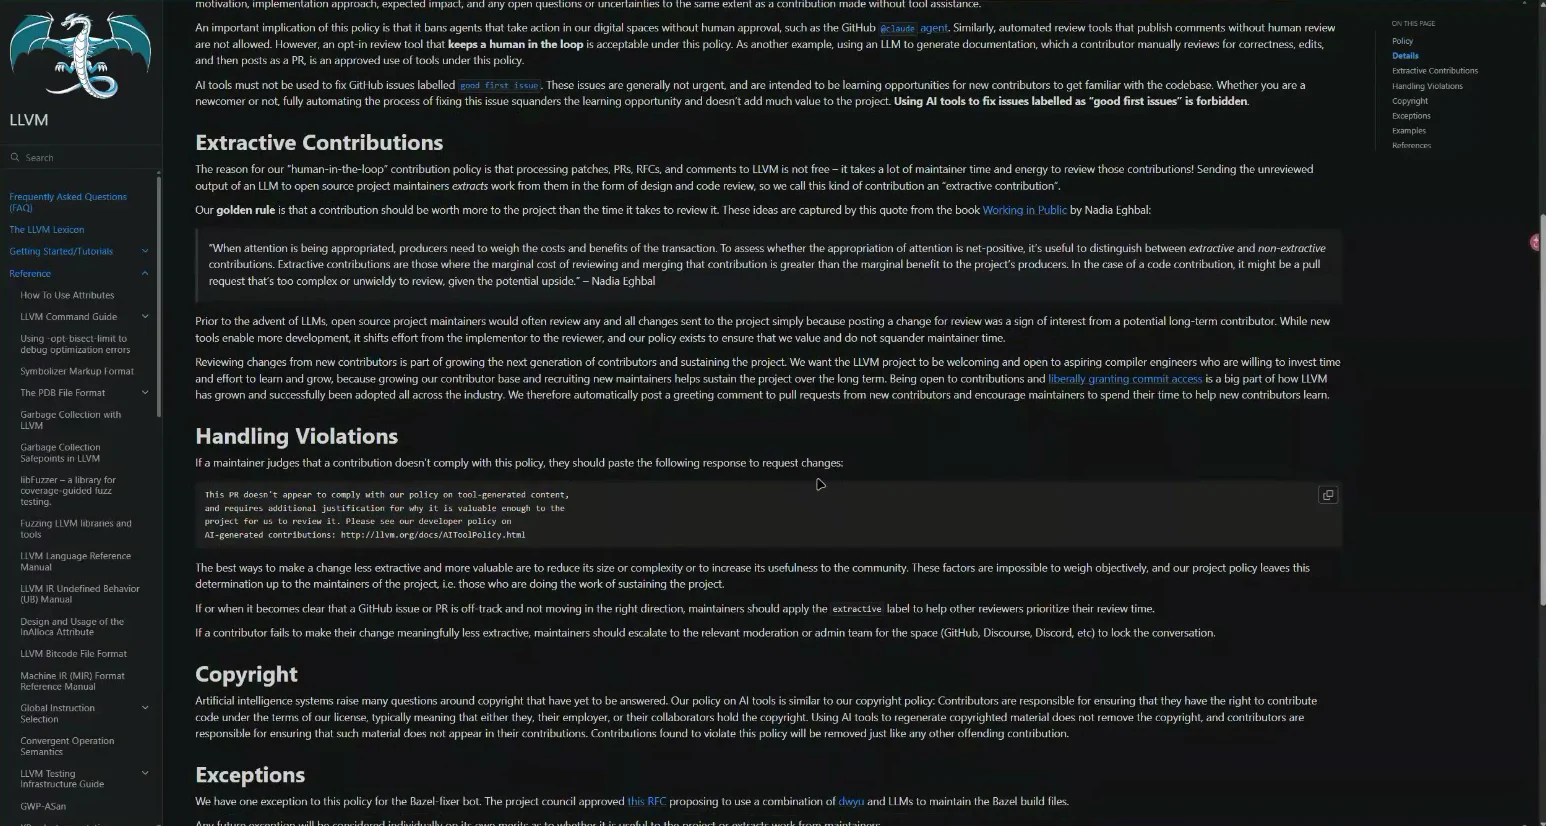 LLVM
Search
Frequently Asked Questions
(FAQ)
The LLVM Lexicon
Getting Started/Tutorials
Reference
How To Use Attributes
LLVM Command Guide
Using -opt-bisect-limit to
debug optimization errors
Symbolizer Markup Format
The PDB File Format
Garbage Collection with
LLVM
Garbage Collection
Safepoints in LLVM
libFuzzer – a library for
coverage-guided fuzz
testing.
Fuzzing LLVM libraries and
tools
LLVM Language Reference
Manual
LLVM IR Undefined Behavior
(UB) Manual
Design and Usage of the
InAlloca Attribute
LLVM Bitcode File Format
Machine IR (MIR) Format
Reference Manual
Global Instruction
Selection
Convergent Operation
Semantics
LLVM Testing
Infrastructure Guide
GWP-ASan
motivation, implementation approach, expected impact, and any open questions or uncertainties to the same extent as a contribution made without tool assistance.
An important implication of this policy is that it bans agents that take action in our digital spaces without human approval, such as the GitHub @claude agent. Similarly, automated review tools that publish comments without human review
are not allowed. However, an opt-in review tool that keeps a human in the loop is acceptable under this policy. As another example, using an LLM to generate documentation, which a contributor manually reviews for correctness, edits,
and then posts as a PR, is an approved use of tools under this policy.
AI tools must not be used to fix GitHub issues labelled good first issue. These issues are generally not urgent, and are intended to be learning opportunities for new contributors to get familiar with the codebase. Whether you are a
newcomer or not, fully automating the process of fixing this issue squanders the learning opportunity and doesn't add much value to the project. Using AI tools to fix issues labelled as "good first issues" is forbidden.
Extractive Contributions
The reason for our "human-in-the-loop" contribution policy is that processing patches, PRs, RFCs, and comments to LLVM is not free – it takes a lot of maintainer time and energy to review those contributions! Sending the unreviewed
output of an LLM to open source project maintainers extracts work from them in the form of design and code review, so we call this kind of contribution an "extractive contribution".
Our golden rule is that a contribution should be worth more to the project than the time it takes to review it. These ideas are captured by this quote from the book Working in Public by Nadia Eghbal:
"When attention is being appropriated, producers need to weigh the costs and benefits of the transaction. To assess whether the appropriation of attention is net-positive, it's useful to distinguish between extractive and non-extractive
contributions. Extractive contributions are those where the marginal cost of reviewing and merging that contribution is greater than the marginal benefit to the project's producers. In the case of a code contribution, it might be a pull
request that's too complex or unwieldy to review, given the potential upside." – Nadia Eghbal
Prior to the advent of LLMs, open source project maintainers would often review any and all changes sent to the project simply because posting a change for review was a sign of interest from a potential long-term contributor. While new
tools enable more development, it shifts effort from the implementor to the reviewer, and our policy exists to ensure that we value and do not squander maintainer time.
Reviewing changes from new contributors is part of growing the next generation of contributors and sustaining the project. We want the LLVM project to be welcoming and open to aspiring compiler engineers who are willing to invest time
and effort to learn and grow, because growing our contributor base and recruiting new maintainers helps sustain the project over the long term. Being open to contributions and liberally granting commit access is a big part of how LLVM
has grown and successfully been adopted all across the industry. We therefore automatically post a greeting comment to pull requests from new contributors and encourage maintainers to spend their time to help new contributors learn.
Handling Violations
If a maintainer judges that a contribution doesn't comply with this policy, they should paste the following response to request changes:
This PR doesn't appear to comply with our policy on tool-generated content,
and requires additional justification for why it is valuable enough to the
project for us to review it. Please see our developer policy on
AI-generated contributions: http://llvm.org/docs/AIToolPolicy.html
The best ways to make a change less extractive and more valuable are to reduce its size or complexity or to increase its usefulness to the community. These factors are impossible to weigh objectively, and our project policy leaves this
determination up to the maintainers of the project, i.e. those who are doing the work of sustaining the project.
If or when it becomes clear that a GitHub issue or PR is off-track and not moving in the right direction, maintainers should apply the extractive label to help other reviewers prioritize their review time.
If a contributor fails to make their change meaningfully less extractive, maintainers should escalate to the relevant moderation or admin team for the space (GitHub, Discourse, Discord, etc) to lock the conversation.
Copyright
Artificial intelligence systems raise many questions around copyright that have yet to be answered. Our policy on AI tools is similar to our copyright policy: Contributors are responsible for ensuring that they have the right to contribute
code under the terms of our license, typically meaning that either they, their employer, or their collaborators hold the copyright. Using AI tools to regenerate copyrighted material does not remove the copyright, and contributors are
responsible for ensuring that such material does not appear in their contributions. Contributions found to violate this policy will be removed just like any other offending contribution.
Exceptions
We have one exception to this policy for the Bazel-fixer bot. The project council approved this RFC proposing to use a combination of dwyu and LLMs to maintain the Bazel build files.
Any future exception will be considered individually on its own merits as to whether it is useful to the project or extracts work from maintainers
ON THIS PAGE
Policy
Details
Extractive Contributions
Handling Violations
Copyright
Exceptions
Examples
References